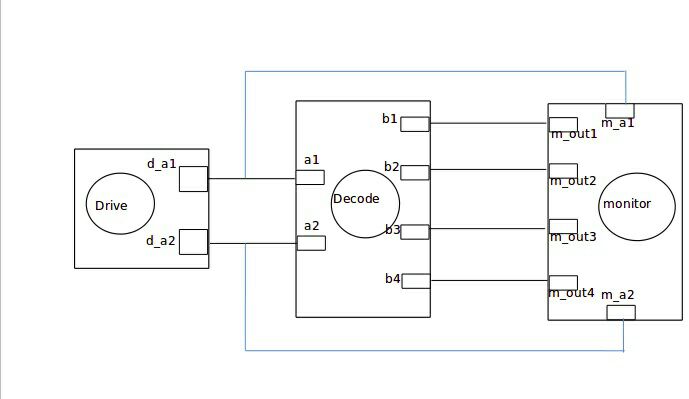 d_a1
Drive
d_a2
a1
Decode
a2
b1
b2
b3
b4
m_a1
m_out1
m_out2
monitor
m_out3
m_out4
m_a2